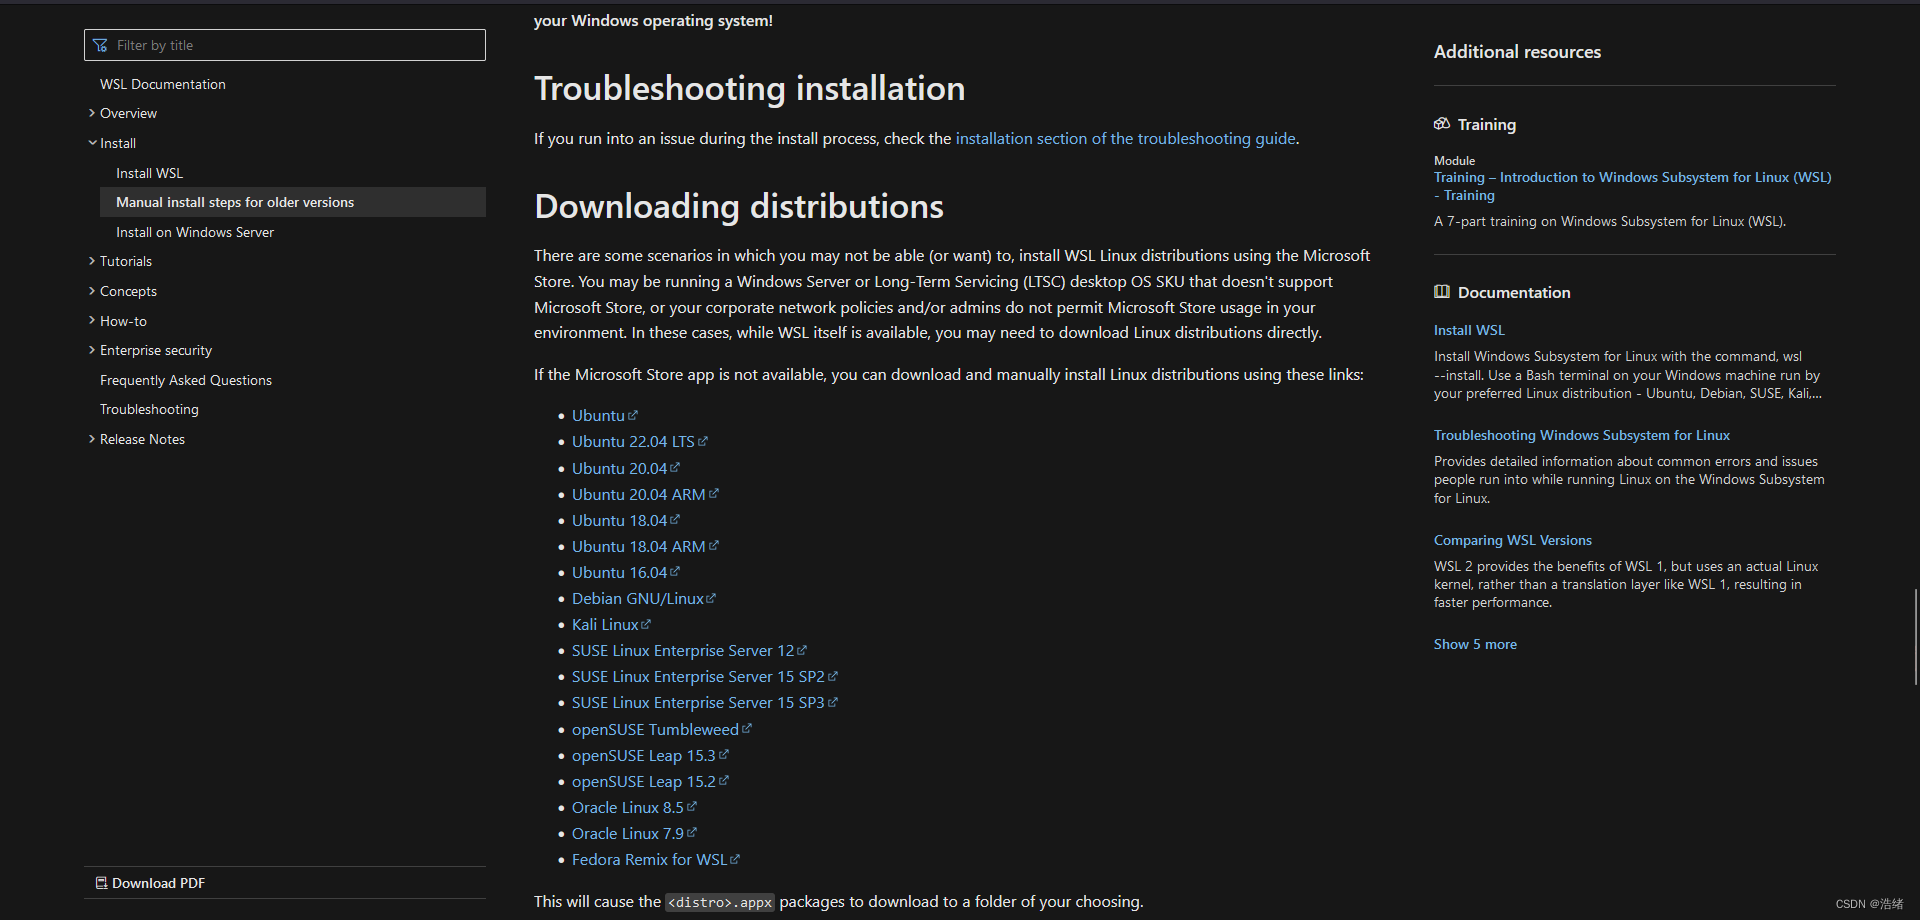 Filter by title
WSL Documentation
Overview
Install
Install WSL
Manual install steps for older versions
Install on Windows Server
Tutorials
Concepts
How-to
Enterprise security
Frequently Asked Questions
Troubleshooting
Release Notes
Download PDF
your Windows operating system!
Troubleshooting installation
If you run into an issue during the install process, check the installation section of the troubleshooting guide.
Downloading distributions
There are some scenarios in which you may not be able (or want) to, install WSL Linux distributions using the Microsoft
Store. You may be running a Windows Server or Long-Term Servicing (LTSC) desktop OS SKU that doesn't support
Microsoft Store, or your corporate network policies and/or admins do not permit Microsoft Store usage in your
environment. In these cases, while WSL itself is available, you may need to download Linux distributions directly.
If the Microsoft Store app is not available, you can download and manually install Linux distributions using these links:
• Ubuntu
• Ubuntu 22.04 LTS
• Ubuntu 20.04
• Ubuntu 20.04 ARM
• Ubuntu 18.04
• Ubuntu 18.04 ARM
• Ubuntu 16.04
• Debian GNU/Linux
• Kali Linux
• SUSE Linux Enterprise Server 12
• SUSE Linux Enterprise Server 15 SP2
• SUSE Linux Enterprise Server 15 SP3
• openSUSE Tumbleweed
• openSUSE Leap 15.3
• openSUSE Leap 15.2
• Oracle Linux 8.5
• Oracle Linux 7.9
• Fedora Remix for WSL
This will cause the <distro>.appx packages to download to a folder of your choosing.
Additional resources
Training
Module
Training – Introduction to Windows Subsystem for Linux (WSL)
- Training
A 7-part training on Windows Subsystem for Linux (WSL).
Documentation
Install WSL
Install Windows Subsystem for Linux with the command, wsl
--install. Use a Bash terminal on your Windows machine run by
your preferred Linux distribution - Ubuntu, Debian, SUSE, Kali,...
Troubleshooting Windows Subsystem for Linux
Provides detailed information about common errors and issues
people run into while running Linux on the Windows Subsystem
for Linux.
Comparing WSL Versions
WSL 2 provides the benefits of WSL 1, but uses an actual Linux
kernel, rather than a translation layer like WSL 1, resulting in
faster performance.
Show 5 more
CSDN @浩绪